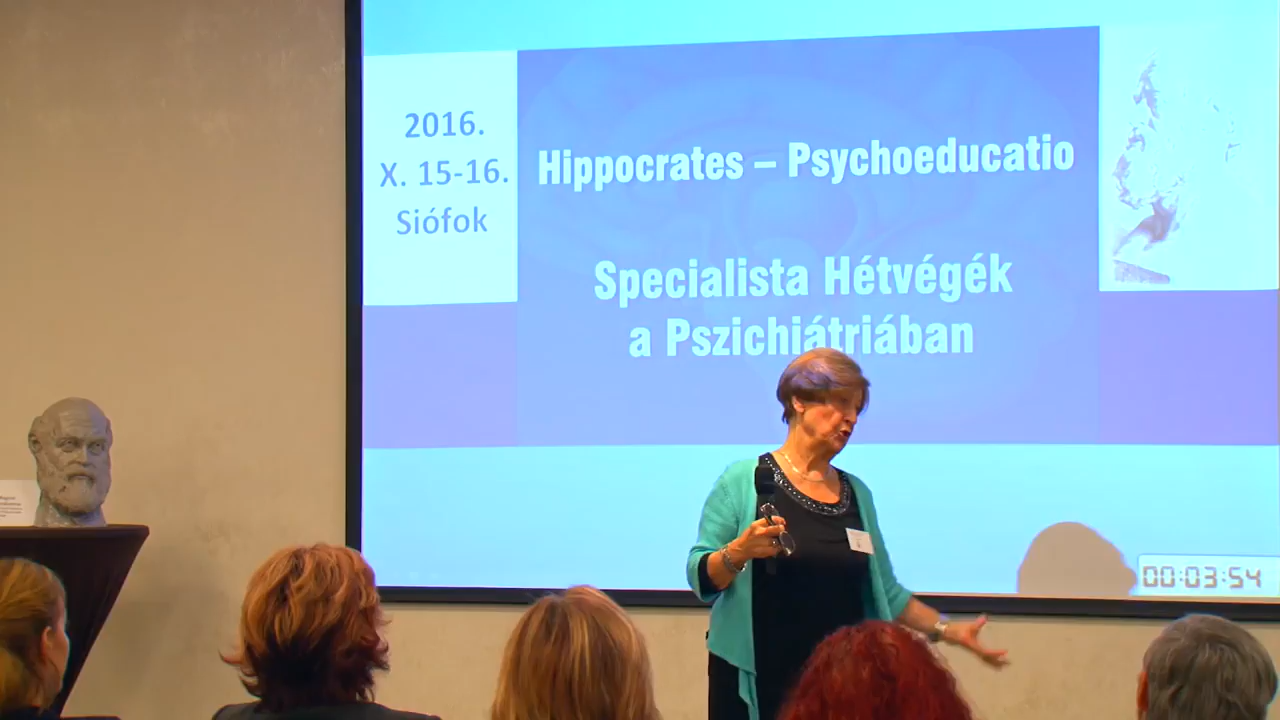 2016.
X. 15-16.
Siófok
Hippocrates – Psychoeducatio
Specialista Hétvégék
a Pszichiátriában
00:03:54